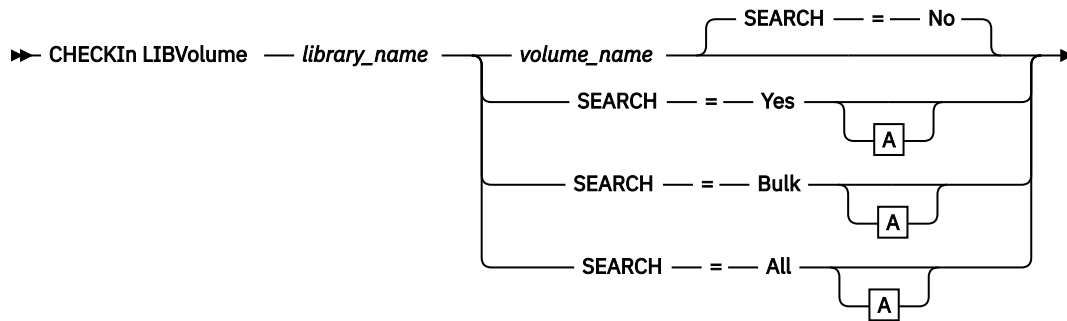 SEARCH = No
CHECKIn LIBVolume library_name volume_name
SEARCH = Yes
A
SEARCH = Bulk
A
SEARCH = All
A